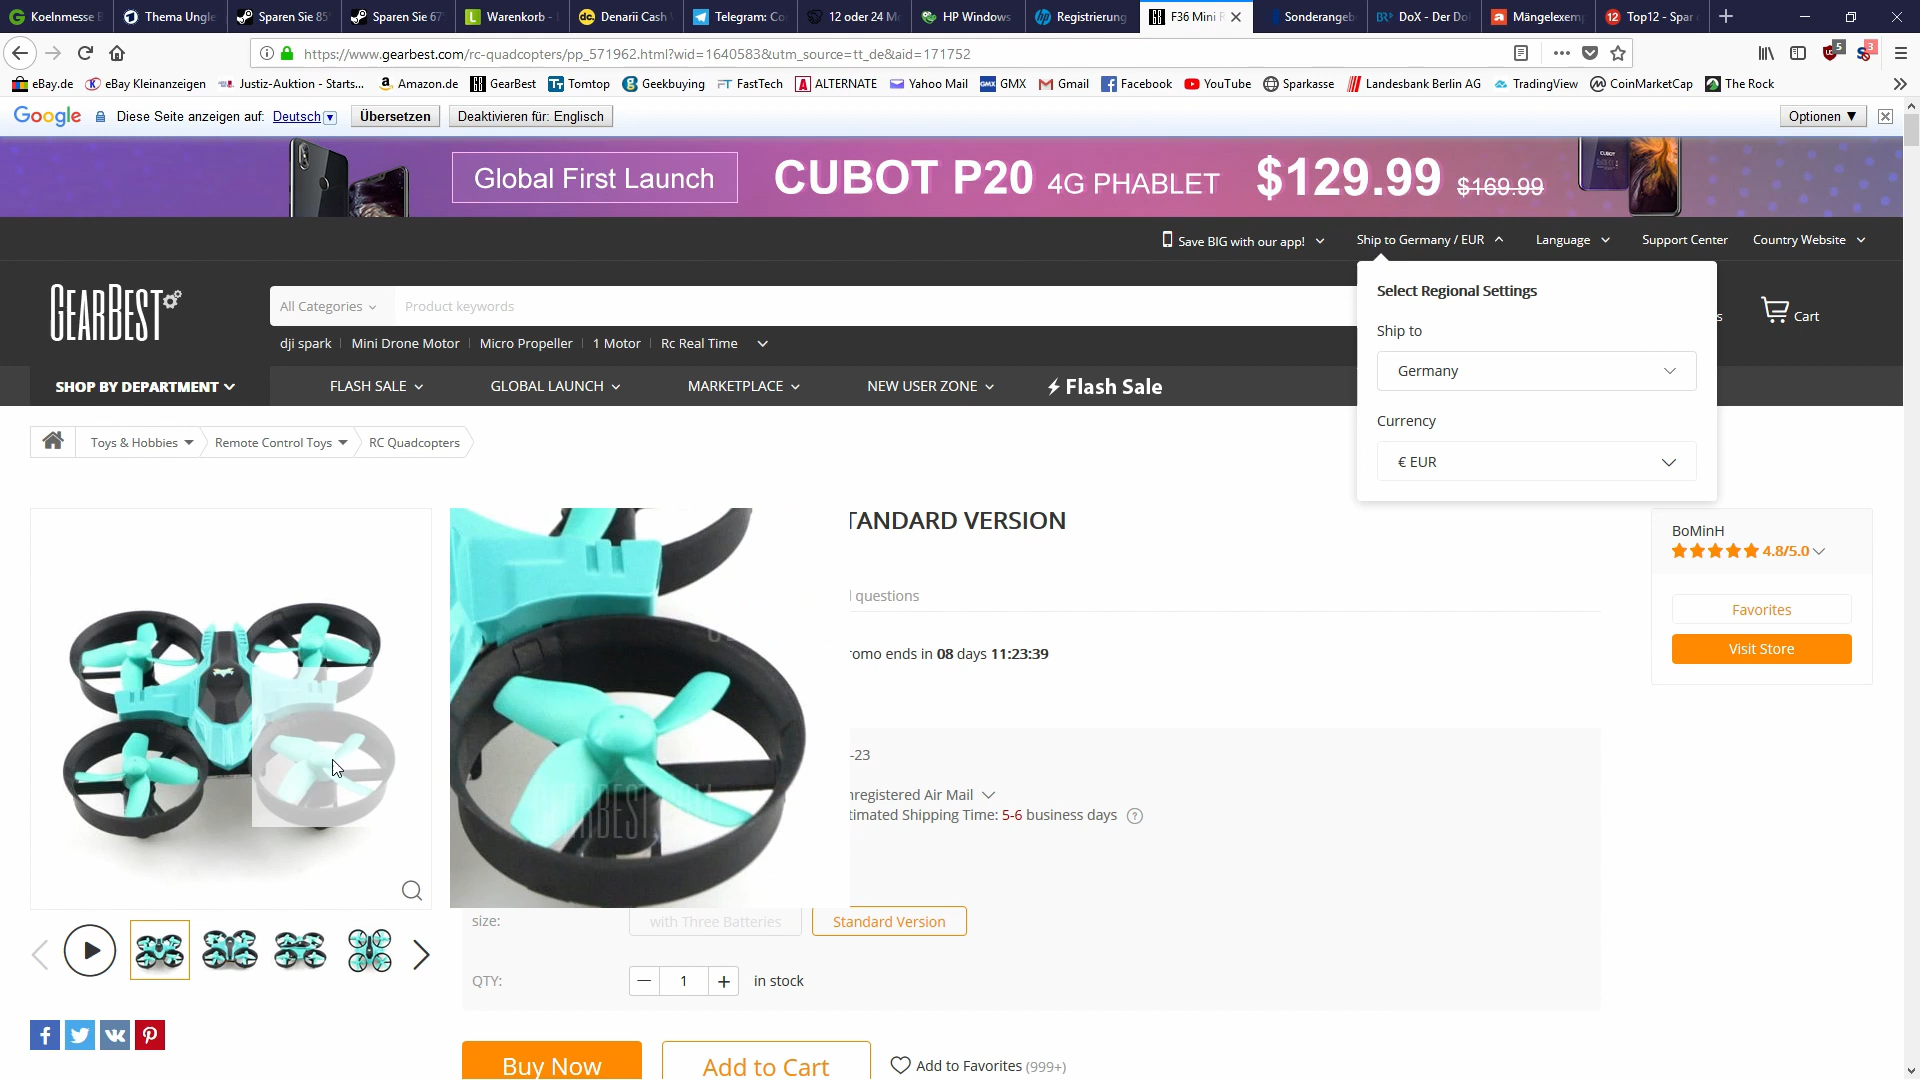 Koelnmesse
Thema Ungle
Sparen Sie 85
Sparen Sie 67
Warenkorb -
Denarii Cash
Telegram: Co
12 oder 24 M
HP Windows
Registrierung
F36 Mini R
Sonderangeb
DoX - Der Do
Mängelexem
Top12 - Spar
https://www.gearbest.com/rc-quadcopters/pp_571962.html?wid=1640583&utm_source=tt_de&aid=171752
5
3
eBay.de
eBay Kleinanzeigen
Justiz-Auktion - Starts...
Amazon.de
GearBest
Tomtop
Geekbuying
FastTech
ALTERNATE
Yahoo Mail
GMX
Gmail
Facebook
YouTube
Sparkasse
Landesbank Berlin AG
TradingView
CoinMarketCap
The Rock
Google
Diese Seite anzeigen auf: Deutsch
Übersetzen
Deaktivieren für: Englisch
Optionen ▼
Global First Launch
CUBOT P20 4G PHABLET $129.99 $169.99
Save BIG with our app!
Ship to Germany / EUR
Language
Support Center
Country Website
GEARBEST
All Categories
Product keywords
dji spark
Mini Drone Motor
Micro Propeller
1 Motor
Rc Real Time
s
Cart
Select Regional Settings
Ship to
Germany
Currency
€ EUR
SHOP BY DEPARTMENT
FLASH SALE
GLOBAL LAUNCH
MARKETPLACE
NEW USER ZONE
Flash Sale
Toys & Hobbies
Remote Control Toys
RC Quadcopters
TANDARD VERSION
questions
omo ends in 08 days 11:23:39
-23
nregistered Air Mail
timated Shipping Time: 5-6 business days
?
BoMinH
4.8/5.0
Favorites
Visit Store
size:
with Three Batteries
Standard Version
QTY:
1
in stock
Buy Now
Add to Cart
Add to Favorites (999+)